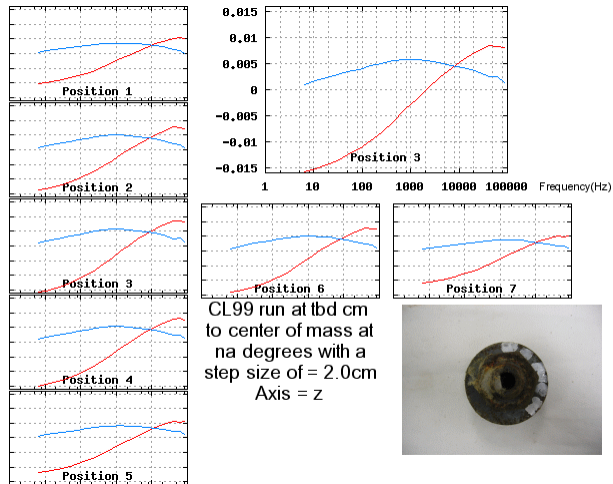 Position 1
Position 2
Position 3
Position 4
Position 5
0.015
0.01
0.005
0
-0.005
-0.01
-0.015
Position 3
1 10 100 1000 10000 100000 Frequency(Hz)
Position 6
Position 7
CL99 run at tbd cm
to center of mass at
na degrees with a
step size of = 2.0cm
Axis = z